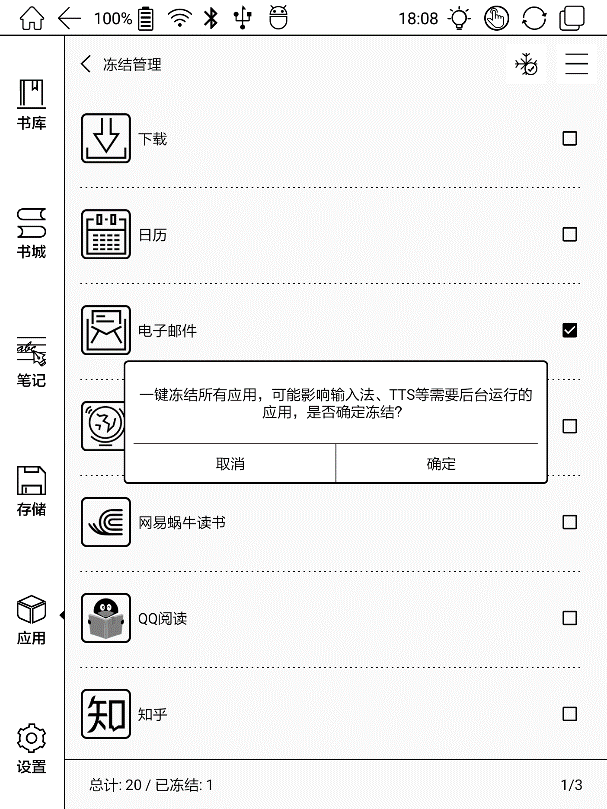 100%
18:08
冻结管理
书库
下载
日历
书城
电子邮件
abc
笔记
一键冻结所有应用，可能影响输入法、TTS等需要后台运行的
应用，是否确定冻结?
取消
确定
存储
网易蜗牛读书
QQ阅读
应用
知
知乎
设置
总计: 20 / 已冻结: 1
1/3